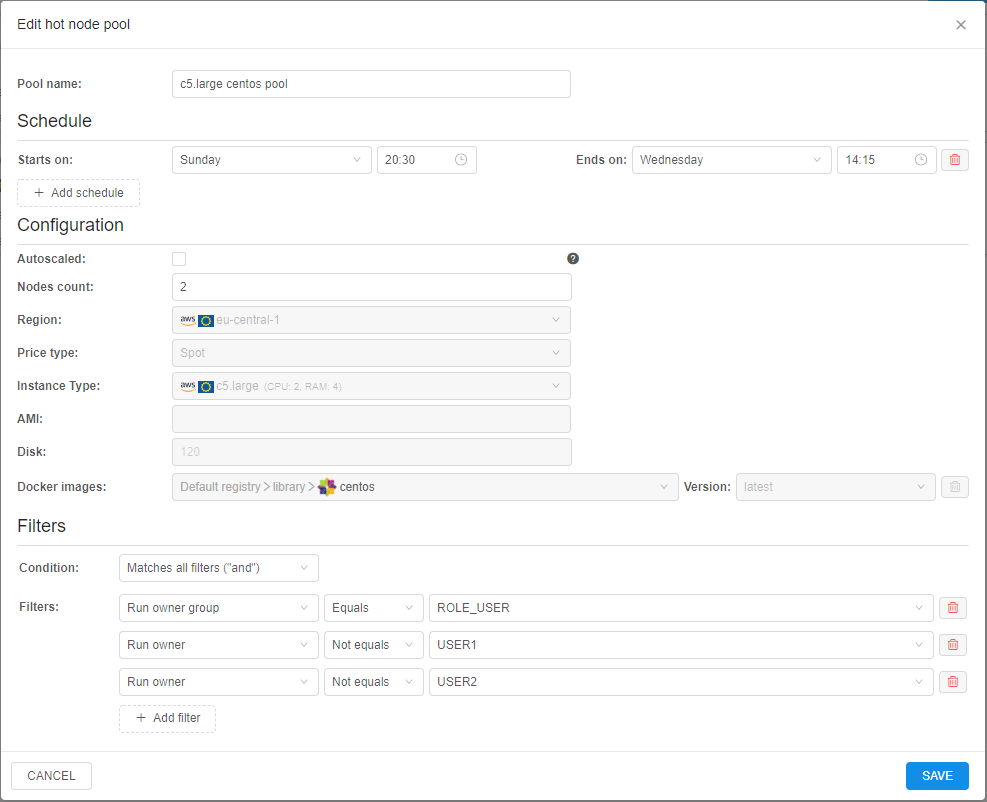 Edit hot node pool
Pool name: c5.large centos pool
Schedule
Starts on: Sunday 20:30 Ends on: Wednesday 14:15
Add schedule
Configuration
Autoscaled: ?
Nodes count: 2
Region: aws eu-central-1
Price type: Spot
Instance Type: aws c5.large (CPU: 2, RAM: 4)
AMI:
Disk: 120
Docker images: Default registry > library > centos Version: latest
Filters
Condition: Matches all filters ("and")
Filters: Run owner group Equals ROLE_USER
Run owner Not equals USER1
Run owner Not equals USER2
Add filter
CANCEL SAVE